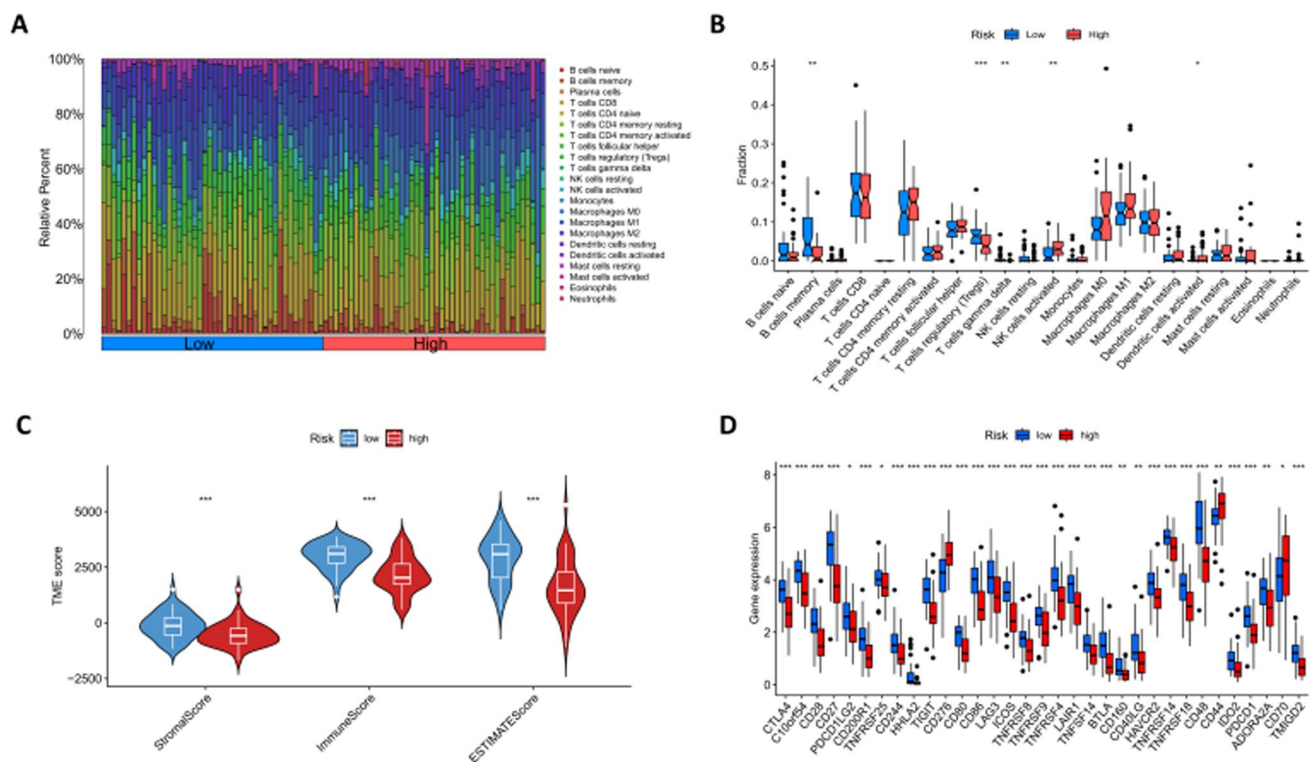 A
100%
80%
60%
40%
20%
0%
Relative Percent
Low
High
B cells naive
B cells memory
Plasma cells
T cells CD8
T cells CD4 naive
T cells CD4 memory resting
T cells CD4 memory activated
T cells follicular helper
T cells regulatory (Tregs)
T cells gamma delta
NK cells resting
NK cells activated
Monocytes
Macrophages M0
Macrophages M1
Macrophages M2
Dendritic cells resting
Dendritic cells activated
Mast cells resting
Mast cells activated
Eosinophils
Neutrophils
B
Risk Low High
** *** ** ** *
0.5
0.4
0.3
0.2
0.1
0.0
Fraction
B cells naive
B cells memory
Plasma cells
T cells CD8
T cells CD4 naive
T cells CD4 memory resting
T cells CD4 memory activated
T cells follicular helper
T cells regulatory (Tregs)
T cells gamma delta
NK cells resting
NK cells activated
Monocytes
Macrophages M0
Macrophages M1
Macrophages M2
Dendritic cells resting
Dendritic cells activated
Mast cells resting
Mast cells activated
Eosinophils
Neutrophils
C
Risk low high
*** *** ***
5000
2500
0
−2500
TME score
StromalScore
ImmuneScore
ESTIMATEScore
D
Risk low high
8
6
4
2
0
Gene expression
CTLA4
C10orf54
CD28
CD27
PDCD1LG2
CD200R1
TNFRSF25
CD244
HHLA2
TIGIT
CD276
CD80
CD86
LAG3
ICOS
TNFRSF8
TNFRSF9
TNFRSF4
LAIR1
TNFSF14
BTLA
CD160
CD40LG
HAVCR2
TNFRSF14
TNFRSF18
CD48
CD44
IDO2
PDCD1
ADORA2A
CD70
TMIGD2